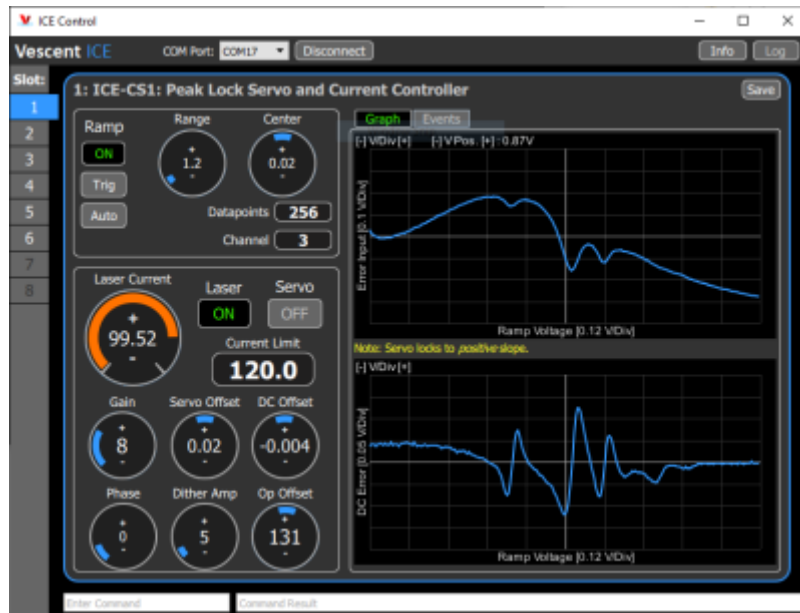 ICE Control
Vescent ICE COM Port: COM17 Disconnect Info Log
Slot:
1
2
3
4
5
6
7
8
1: ICE-CS1: Peak Lock Servo and Current Controller Save
Ramp
ON
Trig
Auto
Range
+
1.2
-
Center
+
0.02
-
Datapoints 256
Channel 3
Laser Current
+
99.52
-
Laser
ON
Servo
OFF
Current Limit
120.0
Gain
+
8
-
Servo Offset
+
0.02
-
DC Offset
+
-0.004
-
Phase
+
0
-
Dither Amp
+
5
-
Op Offset
+
131
-
Graph Events
[-] V/Div [+] [-] V Pos. [+] : 0.87V
Error Input [0.1 V/Div]
Ramp Voltage [0.12 V/Div]
Note: Servo locks to positive slope.
[-] V/Div [+]
DC Error [0.05 V/Div]
Ramp Voltage [0.12 V/Div]
Enter Command Command Result